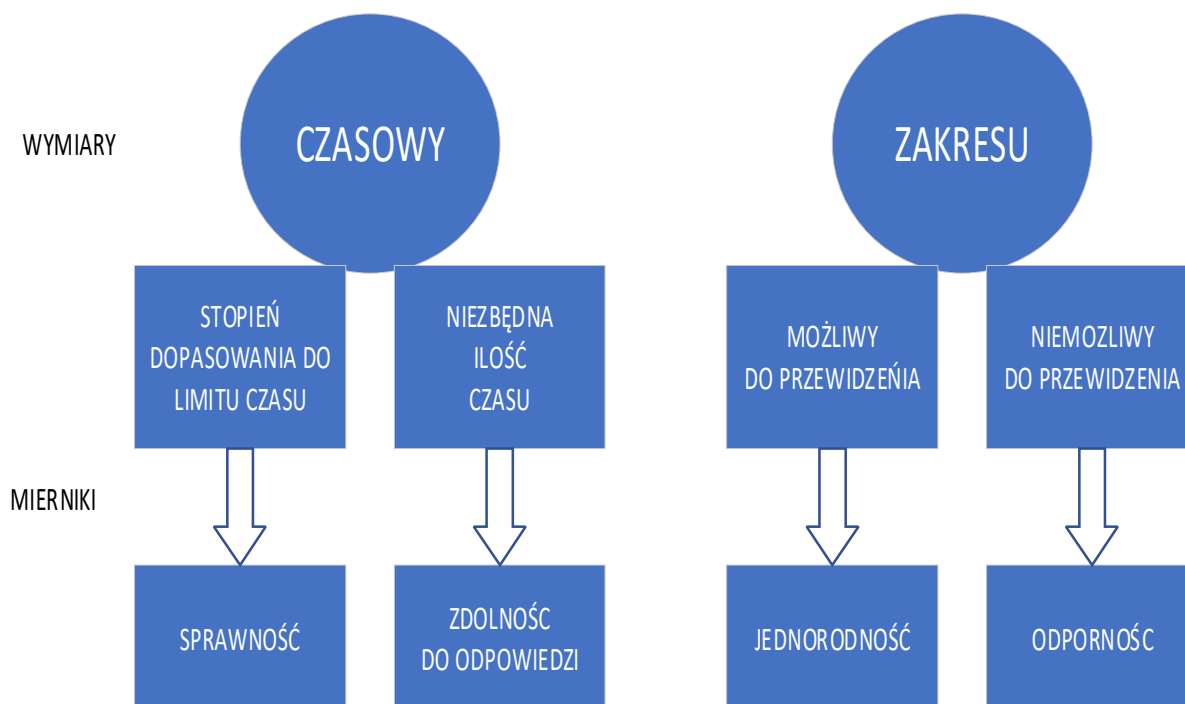 WYMIARY
CZASOWY
ZAKRESU
STOPIEŃ
DOPASOWANIA DO
LIMITU CZASU
NIEZBĘDNA
ILOŚĆ
CZASU
MOŻLIWY
DO PRZEWIDZEŃIA
NIEMOZLIWY
DO PRZEWIDZENIA
MIERNIKI
SPRAWNOŚĆ
ZDOLNOŚC
DO ODPOWIEDZI
JEDNORODNOŚĆ
ODPORNOŚC